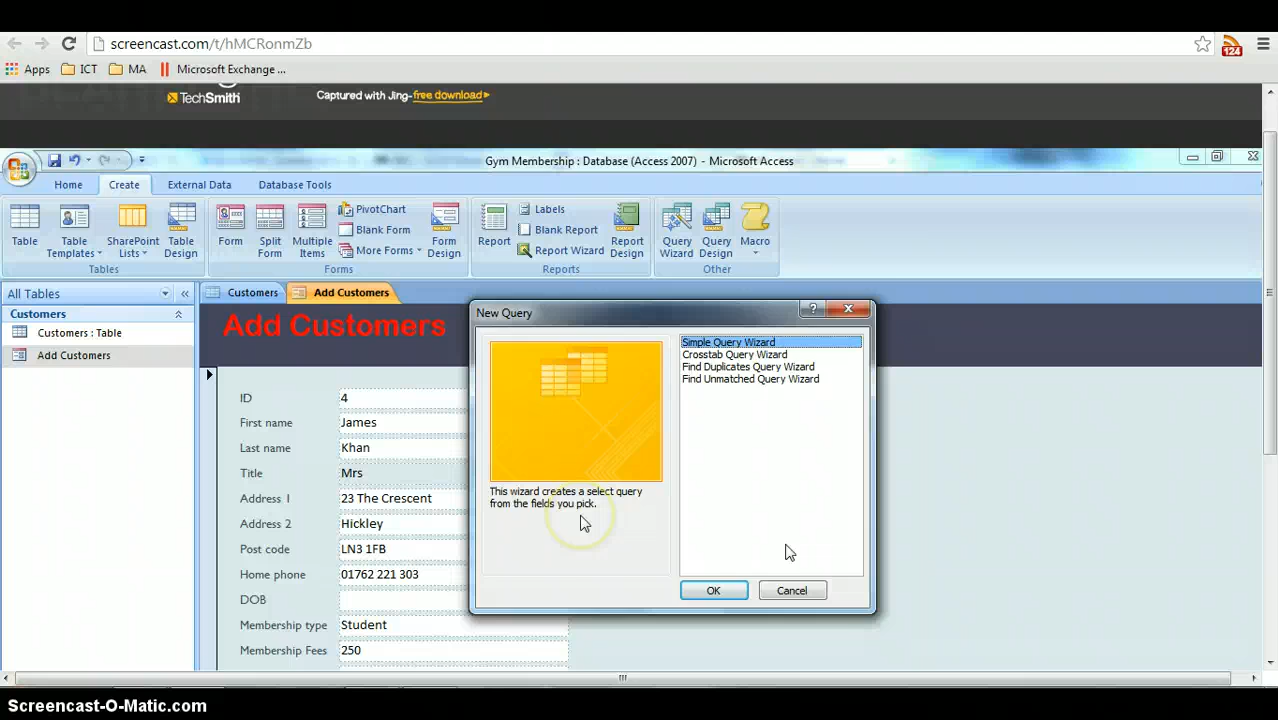 screencast.com/t/hMCRonmZb
124
Apps ICT MA Microsoft Exchange ...
TechSmith Captured with Jing-free download
Gym Membership : Database (Access 2007) - Microsoft Access
Home Create External Data Database Tools
Table
Table Templates
SharePoint Lists
Table Design
Tables
Form
Split Form
Multiple Items
PivotChart
Blank Form
More Forms
Form Design
Forms
Report
Labels
Blank Report
Report Wizard
Report Design
Reports
Query Wizard
Query Design
Macro
Other
All Tables
Customers
Customers : Table
Add Customers
Customers Add Customers
Add Customers
ID 4
First name James
Last name Khan
Title Mrs
Address 1 23 The Crescent
Address 2 Hickley
Post code LN3 1FB
Home phone 01762 221 303
DOB
Membership type Student
Membership Fees 250
New Query
Simple Query Wizard
Crosstab Query Wizard
Find Duplicates Query Wizard
Find Unmatched Query Wizard
This wizard creates a select query
from the fields you pick.
OK Cancel
Screencast-O-Matic.com